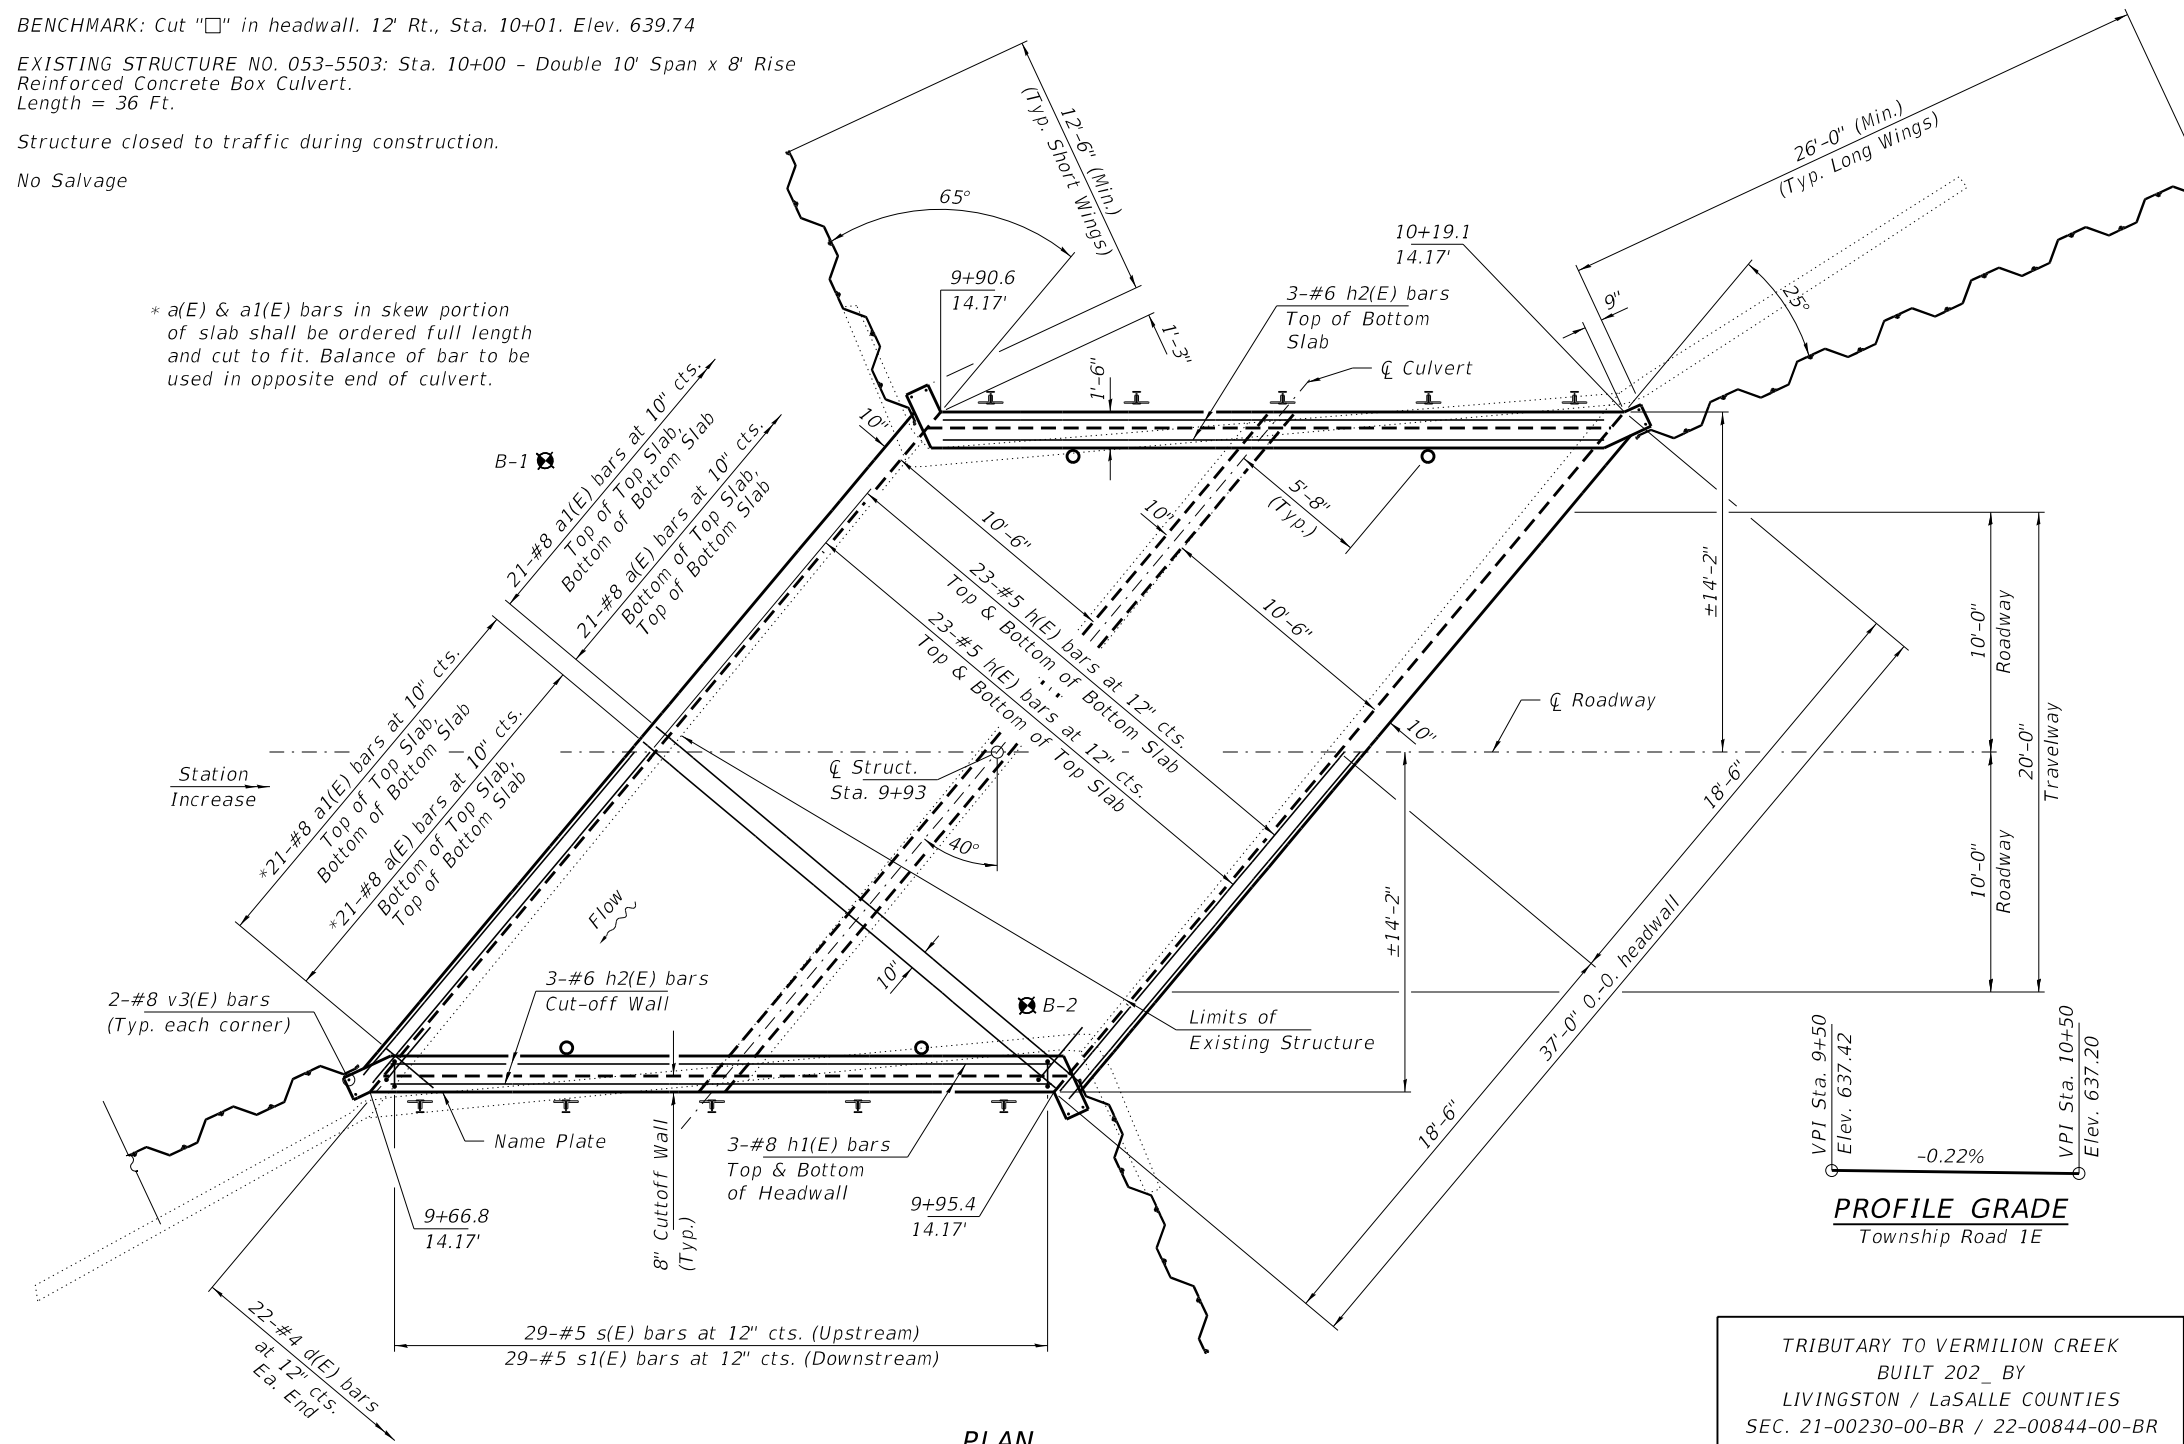 BENCHMARK: Cut "□" in headwall. 12' Rt., Sta. 10+01. Elev. 639.74
EXISTING STRUCTURE NO. 053-5503: Sta. 10+00 - Double 10' Span x 8' Rise
Reinforced Concrete Box Culvert.
Length = 36 Ft.
Structure closed to traffic during construction.
No Salvage
* a(E) & a1(E) bars in skew portion
of slab shall be ordered full length
and cut to fit. Balance of bar to be
used in opposite end of culvert.
12'-6" (Min.)
(Typ. Short Wings)
26'-0" (Min.)
(Typ. Long Wings)
65°
9+90.6
14.17'
10+19.1
14.17'
3-#6 h2(E) bars
Top of Bottom
Slab
9"
25°
1'-3"
1'-6"
℄ Culvert
10"
B-1
21-#8 a1(E) bars at 10" cts.
Top of Top Slab,
Bottom of Bottom Slab
21-#8 a(E) bars at 10" cts.
Bottom of Top Slab,
Top of Bottom Slab
10'-6"
10"
5'-8"
(Typ.)
10'-6"
23-#5 h(E) bars at 12" cts.
Top & Bottom of Bottom Slab
23-#5 h(E) bars at 12" cts.
Top & Bottom of Top Slab
±14'-2"
10'-0"
Roadway
20'-0"
Travelway
℄ Roadway
10"
*21-#8 a1(E) bars at 10" cts.
Top of Top Slab,
Bottom of Bottom Slab
*21-#8 a(E) bars at 10" cts.
Bottom of Top Slab,
Top of Bottom Slab
Station
Increase
℄ Struct.
Sta. 9+93
40°
18'-6"
10'-0"
Roadway
±14'-2"
37'-0" O.-O. headwall
18'-6"
Flow
10"
2-#8 v3(E) bars
(Typ. each corner)
3-#6 h2(E) bars
Cut-off Wall
B-2
Limits of
Existing Structure
Name Plate
8" Cuttoff Wall
(Typ.)
3-#8 h1(E) bars
Top & Bottom
of Headwall
9+66.8
14.17'
9+95.4
14.17'
22-#4 d(E) bars
at 12" cts.
Ea. End
29-#5 s(E) bars at 12" cts. (Upstream)
29-#5 s1(E) bars at 12" cts. (Downstream)
VPI Sta. 9+50
Elev. 637.42
VPI Sta. 10+50
Elev. 637.20
-0.22%
PROFILE GRADE
Township Road 1E
TRIBUTARY TO VERMILION CREEK
BUILT 202_ BY
LIVINGSTON / LaSALLE COUNTIES
SEC. 21-00230-00-BR / 22-00844-00-BR
PLAN